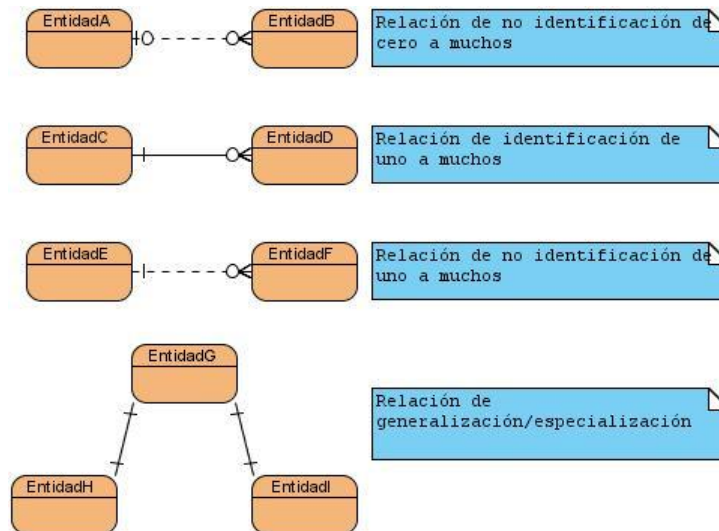 EntidadA
EntidadB
Relación de no identificación de
cero a muchos
EntidadC
EntidadD
Relación de identificación de
uno a muchos
EntidadE
EntidadF
Relación de no identificación de
uno a muchos
EntidadG
Relación de
generalización/especialización
EntidadH
EntidadI